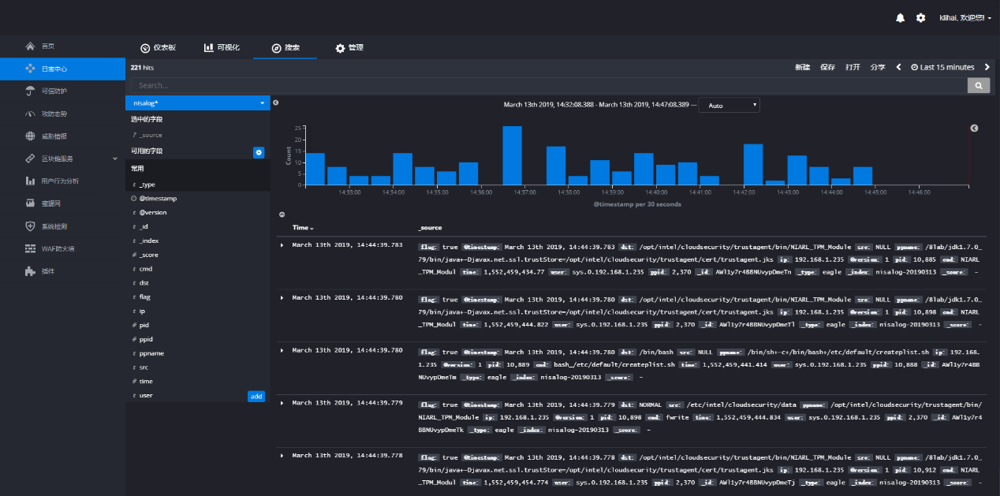 klihai, 欢迎您!
首页
日志中心
可信防护
攻防态势
威胁情报
区块链服务
用户行为分析
蜜罐网
系统检测
WAF防火墙
插件
仪表板 可视化 搜索 管理
221 hits
新建 保存 打开 分享 Last 15 minutes
Search...
nisalog*
选中的字段
? _source
可用的字段
常用
t _type
@timestamp
t @version
t _id
t _index
# _score
t cmd
t dst
t flag
t ip
# pid
# ppid
t ppname
t src
# time
t user add
March 13th 2019, 14:32:08.388 - March 13th 2019, 14:47:08.389 — Auto
Count
25
20
15
10
5
0
14:33:00 14:34:00 14:35:00 14:36:00 14:37:00 14:38:00 14:39:00 14:40:00 14:41:00 14:42:00 14:43:00 14:44:00 14:45:00 14:46:00
@timestamp per 30 seconds
Time _source
March 13th 2019, 14:44:39.783 flag: true @timestamp: March 13th 2019, 14:44:39.783 dst: /opt/intel/cloudsecurity/trustagent/bin/NIARL_TPM_Module src: NULL ppname: /8lab/jdk1.7.0_
79/bin/java+-Djavax.net.ssl.trustStore=/opt/intel/cloudsecurity/trustagent/cert/trustagent.jks ip: 192.168.1.235 @version: 1 pid: 10,885 cmd: NIARL
_TPM_Modul time: 1,552,459,434.77 user: sys.0.192.168.1.235 ppid: 2,370 _id: AWl1y7r4BBNUvypDmeTn _type: eagle _index: nisalog-20190313 _score: -
March 13th 2019, 14:44:39.780 flag: true @timestamp: March 13th 2019, 14:44:39.780 dst: /opt/intel/cloudsecurity/trustagent/bin/NIARL_TPM_Module src: NULL ppname: /8lab/jdk1.7.0_
79/bin/java+-Djavax.net.ssl.trustStore=/opt/intel/cloudsecurity/trustagent/cert/trustagent.jks ip: 192.168.1.235 @version: 1 pid: 10,898 cmd: NIARL
_TPM_Modul time: 1,552,459,444.822 user: sys.0.192.168.1.235 ppid: 2,370 _id: AWl1y7r4BBNUvypDmeTl _type: eagle _index: nisalog-20190313 _score: -
March 13th 2019, 14:44:39.780 flag: true @timestamp: March 13th 2019, 14:44:39.780 dst: /bin/bash src: NULL ppname: /bin/sh+-c+/bin/bash+/etc/default/createplist.sh ip: 192.168.
1.235 @version: 1 pid: 10,889 cmd: bash_/etc/default/createplist.sh time: 1,552,459,441.414 user: sys.0.192.168.1.235 ppid: 10,888 _id: AWl1y7r4BB
NUvypDmeTm _type: eagle _index: nisalog-20190313 _score: -
March 13th 2019, 14:44:39.779 flag: true @timestamp: March 13th 2019, 14:44:39.779 dst: NORMAL src: /etc/intel/cloudsecurity/data ppname: /opt/intel/cloudsecurity/trustagent/bin/
NIARL_TPM_Module ip: 192.168.1.235 @version: 1 pid: 10,898 cmd: fwrite time: 1,552,459,444.834 user: sys.0.192.168.1.235 ppid: 2,370 _id: AWl1y7r4
BBNUvypDmeTk _type: eagle _index: nisalog-20190313 _score: -
March 13th 2019, 14:44:39.778 flag: true @timestamp: March 13th 2019, 14:44:39.778 dst: /opt/intel/cloudsecurity/trustagent/bin/NIARL_TPM_Module src: NULL ppname: /8lab/jdk1.7.0_
79/bin/java+-Djavax.net.ssl.trustStore=/opt/intel/cloudsecurity/trustagent/cert/trustagent.jks ip: 192.168.1.235 @version: 1 pid: 10,912 cmd: NIARL
_TPM_Modul time: 1,552,459,454.774 user: sys.0.192.168.1.235 ppid: 2,370 _id: AWl1y7r4BBNUvypDmeTj _type: eagle _index: nisalog-20190313 _score: -